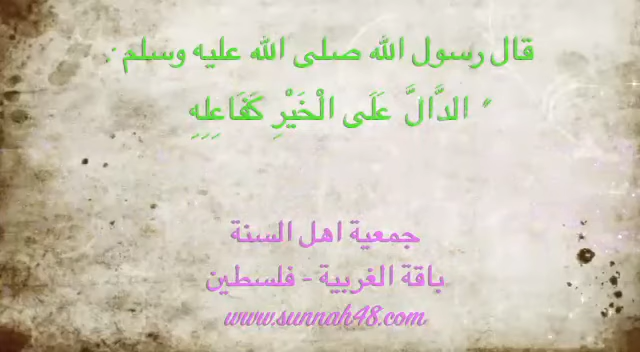 قال رسول الله صلى الله عليه وسلم :
" الدَّالَّ عَلَى الْخَيْرِ كَفَاعِلِهِ
جمعية اهل السنة
باقة الغربية - فلسطين
www.sunnah48.com